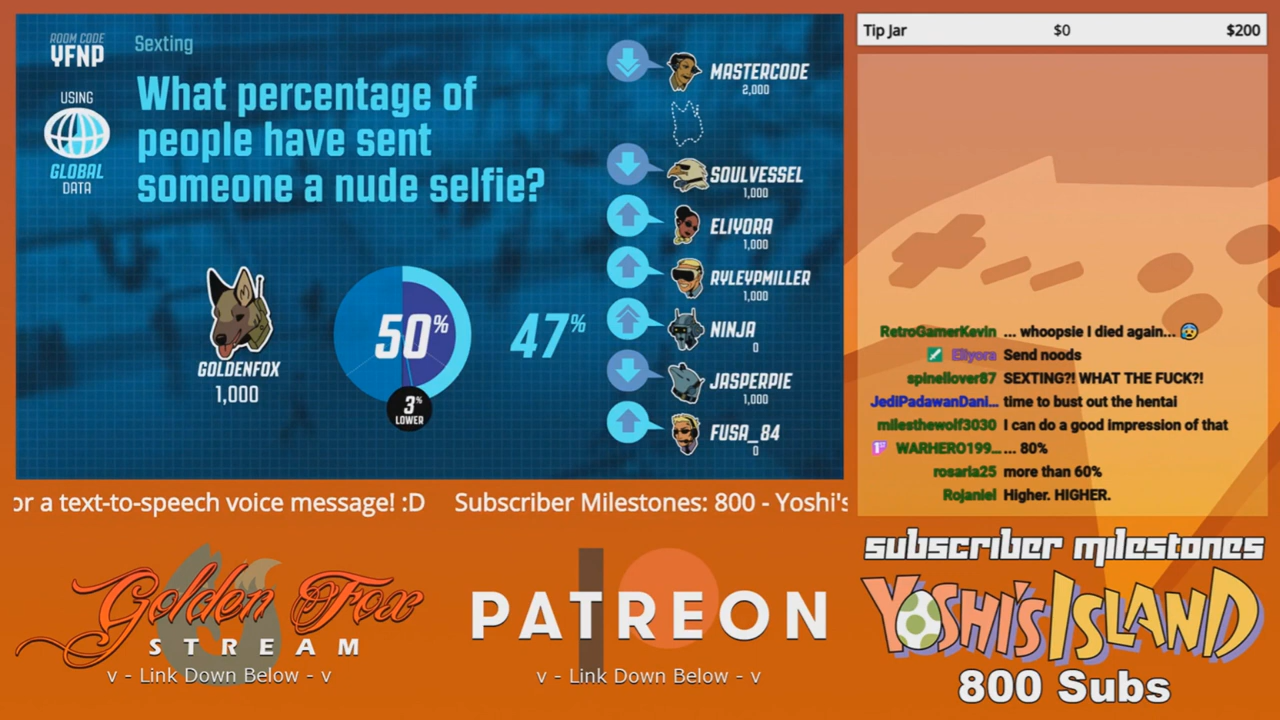 ROOM CODE
YFNP
USING
GLOBAL
DATA
Sexting
What percentage of
people have sent
someone a nude selfie?
GOLDENFOX
1,000
50%
3%
LOWER
47%
MASTERCODE
2,000
SOULVESSEL
1,000
ELIYORA
1,000
RYLEYPMILLER
1,000
NINJA
0
JASPERPIE
1,000
FUSA_84
0
Tip Jar $0 $200
RetroGamerKevin ... whoopsie I died again... 😰
Eliyora Send noods
spinellover87 SEXTING?! WHAT THE FUCK?!
JediPadawanDani... time to bust out the hentai
milesthewolf3030 I can do a good impression of that
WARHERO199... ... 80%
rosaria25 more than 60%
Rojaniel Higher. HIGHER.
or a text-to-speech voice message! :D Subscriber Milestones: 800 - Yoshi's
Golden Fox
STREAM
v - Link Down Below - v
PATREON
v - Link Down Below - v
subscriber milestones
YOSHI'S ISLAND
800 Subs